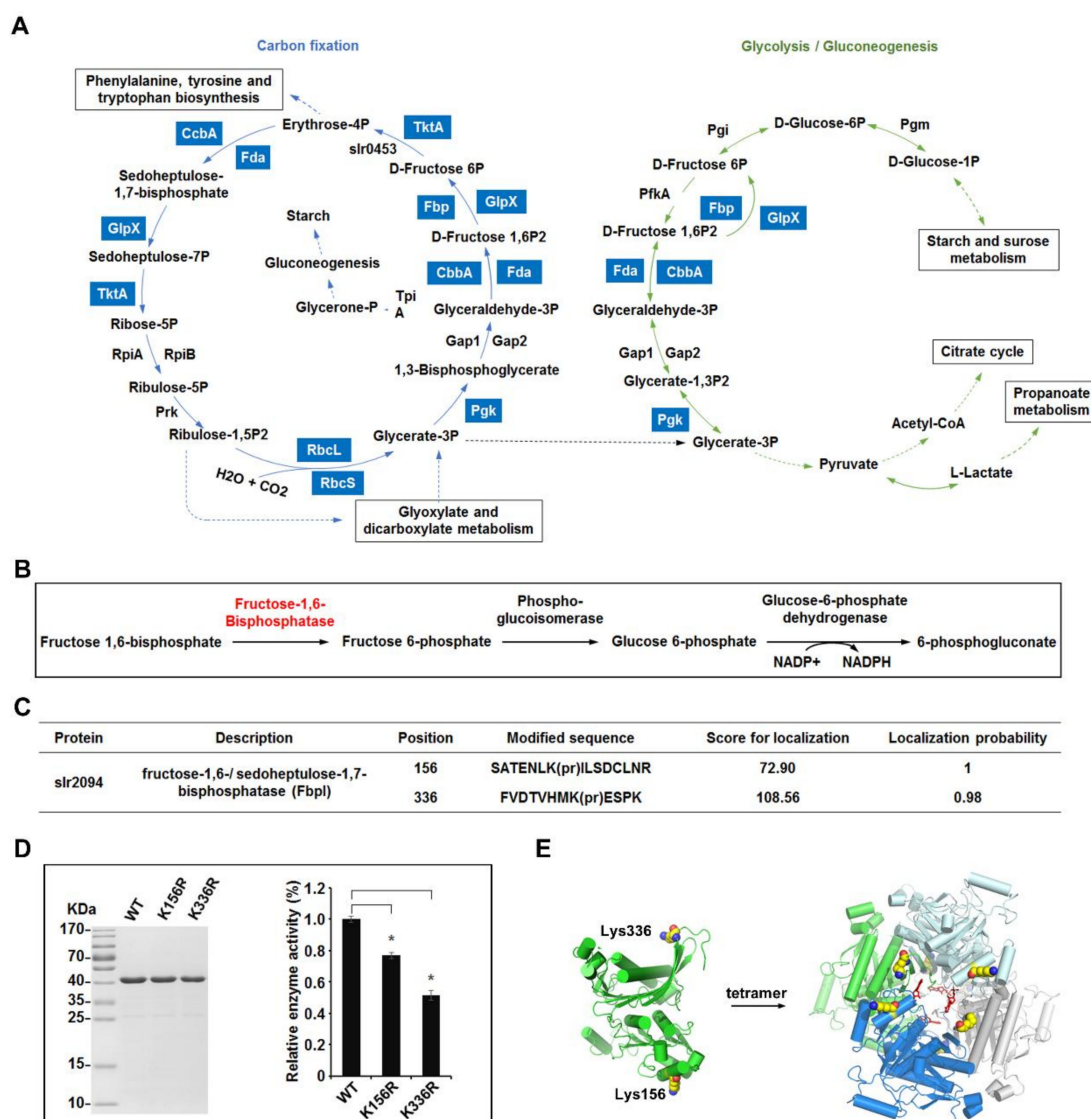 A
Carbon fixation
Glycolysis / Gluconeogenesis
Phenylalanine, tyrosine and
tryptophan biosynthesis
CcbA
Erythrose-4P
TktA
Fda
slr0453
Sedoheptulose-
1,7-bisphosphate
D-Fructose 6P
GlpX
Fbp
GlpX
Starch
D-Fructose 1,6P2
Sedoheptulose-7P
Gluconeogenesis
CbbA
Fda
TktA
Glycerone-P
Tpi
A
Glyceraldehyde-3P
Ribose-5P
Gap1
Gap2
RpiA
RpiB
1,3-Bisphosphoglycerate
Ribulose-5P
Prk
Pgk
Ribulose-1,5P2
RbcL
Glycerate-3P
H2O + CO2
RbcS
Glyoxylate and
dicarboxylate metabolism
Pgi
D-Glucose-6P
Pgm
D-Fructose 6P
D-Glucose-1P
PfkA
Fbp
GlpX
D-Fructose 1,6P2
Starch and surose
metabolism
Fda
CbbA
Glyceraldehyde-3P
Gap1
Gap2
Citrate cycle
Glycerate-1,3P2
Propanoate
metabolism
Pgk
Acetyl-CoA
Glycerate-3P
Pyruvate
L-Lactate
B
Fructose-1,6-
Bisphosphatase
Phospho-
glucoisomerase
Glucose-6-phosphate
dehydrogenase
Fructose 1,6-bisphosphate
Fructose 6-phosphate
Glucose 6-phosphate
6-phosphogluconate
NADP+
NADPH
C
Protein Description Position Modified sequence Score for localization Localization probability
slr2094 fructose-1,6-/ sedoheptulose-1,7-
bisphosphatase (FbpI)
156 SATENLK(pr)ILSDCLNR 72.90 1
336 FVDTVHMK(pr)ESPK 108.56 0.98
D
KDa
WT
K156R
K336R
170-
70-
40-
35-
25-
15-
10-
Relative enzyme activity (%)
1.2
1.0
0.8
0.6
0.4
0.2
0
*
*
WT
K156R
K336R
E
Lys336
tetramer
Lys156